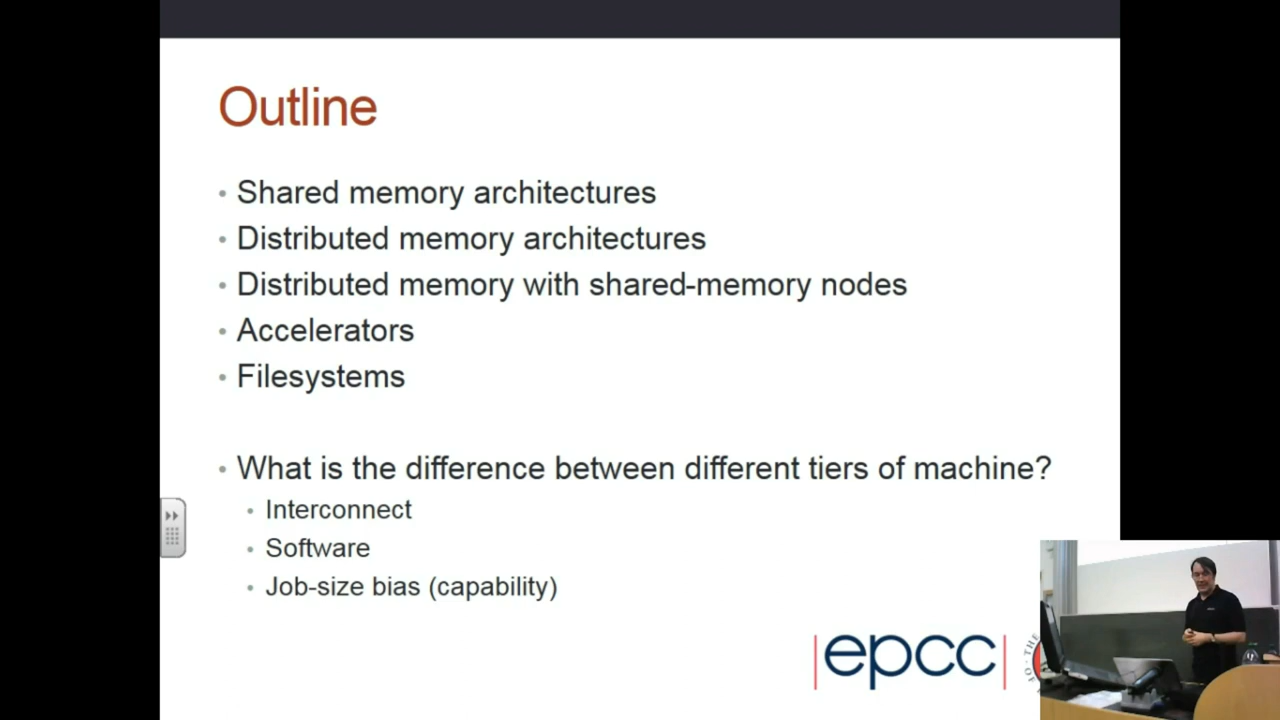 Outline
• Shared memory architectures
• Distributed memory architectures
• Distributed memory with shared-memory nodes
• Accelerators
• Filesystems
• What is the difference between different tiers of machine?
• Interconnect
• Software
• Job-size bias (capability)
|epcc|